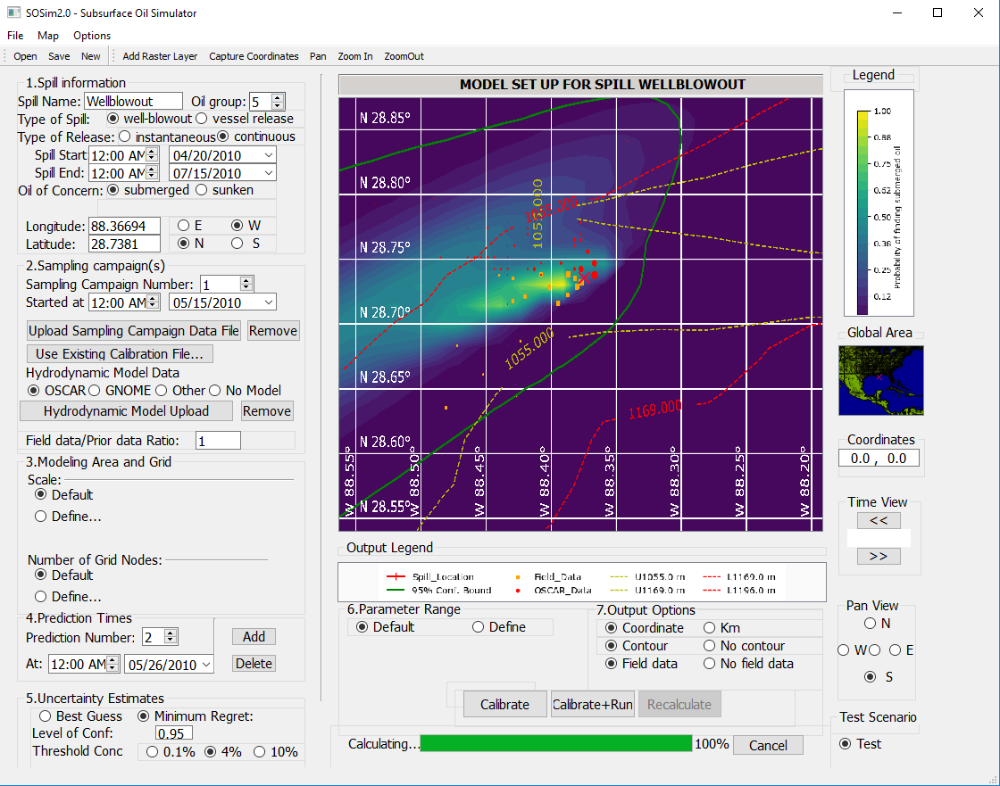 SOSim2.0 - Subsurface Oil Simulator
File Map Options
Open Save New Add Raster Layer Capture Coordinates Pan Zoom In ZoomOut
1.Spill information
Spill Name: Wellblowout Oil group: 5
Type of Spill: well-blowout vessel release
Type of Release: instantaneous continuous
Spill Start: 12:00 AM 04/20/2010
Spill End: 12:00 AM 07/15/2010
Oil of Concern: submerged sunken
Longitude: 88.36694 E W
Latitude: 28.7381 N S
2.Sampling campaign(s)
Sampling Campaign Number: 1
Started at 12:00 AM 05/15/2010
Upload Sampling Campaign Data File Remove
Use Existing Calibration File...
Hydrodynamic Model Data
OSCAR GNOME Other No Model
Hydrodynamic Model Upload Remove
Field data/Prior data Ratio: 1
3.Modeling Area and Grid
Scale:
Default
Define...
Number of Grid Nodes:
Default
Define...
4.Prediction Times
Prediction Number: 2 Add
At: 12:00 AM 05/26/2010 Delete
5.Uncertainty Estimates
Best Guess Minimum Regret:
Level of Conf: 0.95
Threshold Conc 0.1% 4% 10%
MODEL SET UP FOR SPILL WELLBLOWOUT
N 28.85°
N 28.80°
N 28.75°
N 28.70°
N 28.65°
N 28.60°
N 28.55°
W 88.55°
W 88.50°
W 88.45°
W 88.40°
W 88.35°
W 88.30°
W 88.25°
W 88.20°
1055.000
1055.000
1169.000
Output Legend
Spill_Location Field_Data U1055.0 m L1169.0 m
95% Conf. Bound OSCAR_Data U1169.0 m L1196.0 m
6.Parameter Range
Default Define
7.Output Options
Coordinate Km
Contour No contour
Field data No field data
Calibrate Calibrate+Run Recalculate
Calculating... 100% Cancel
Legend
1.00
0.88
0.75
0.62
0.50
0.38
0.25
0.12
Probability of finding submerged oil
Global Area
Coordinates
0.0 , 0.0
Time View
<<
>>
Pan View
N
W E
S
Test Scenario
Test